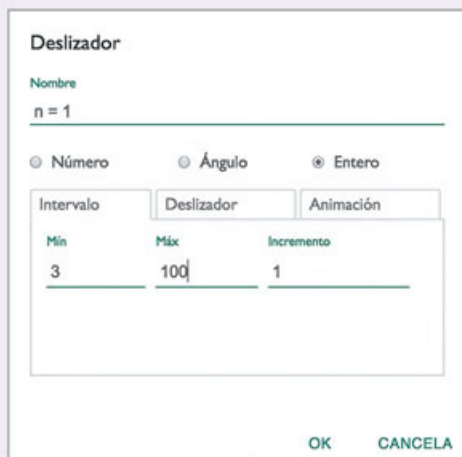 Deslizador
Nombre
n = 1
Número Ángulo Entero
Intervalo Deslizador Animación
Mín Máx Incremento
3 100 1
OK CANCELA